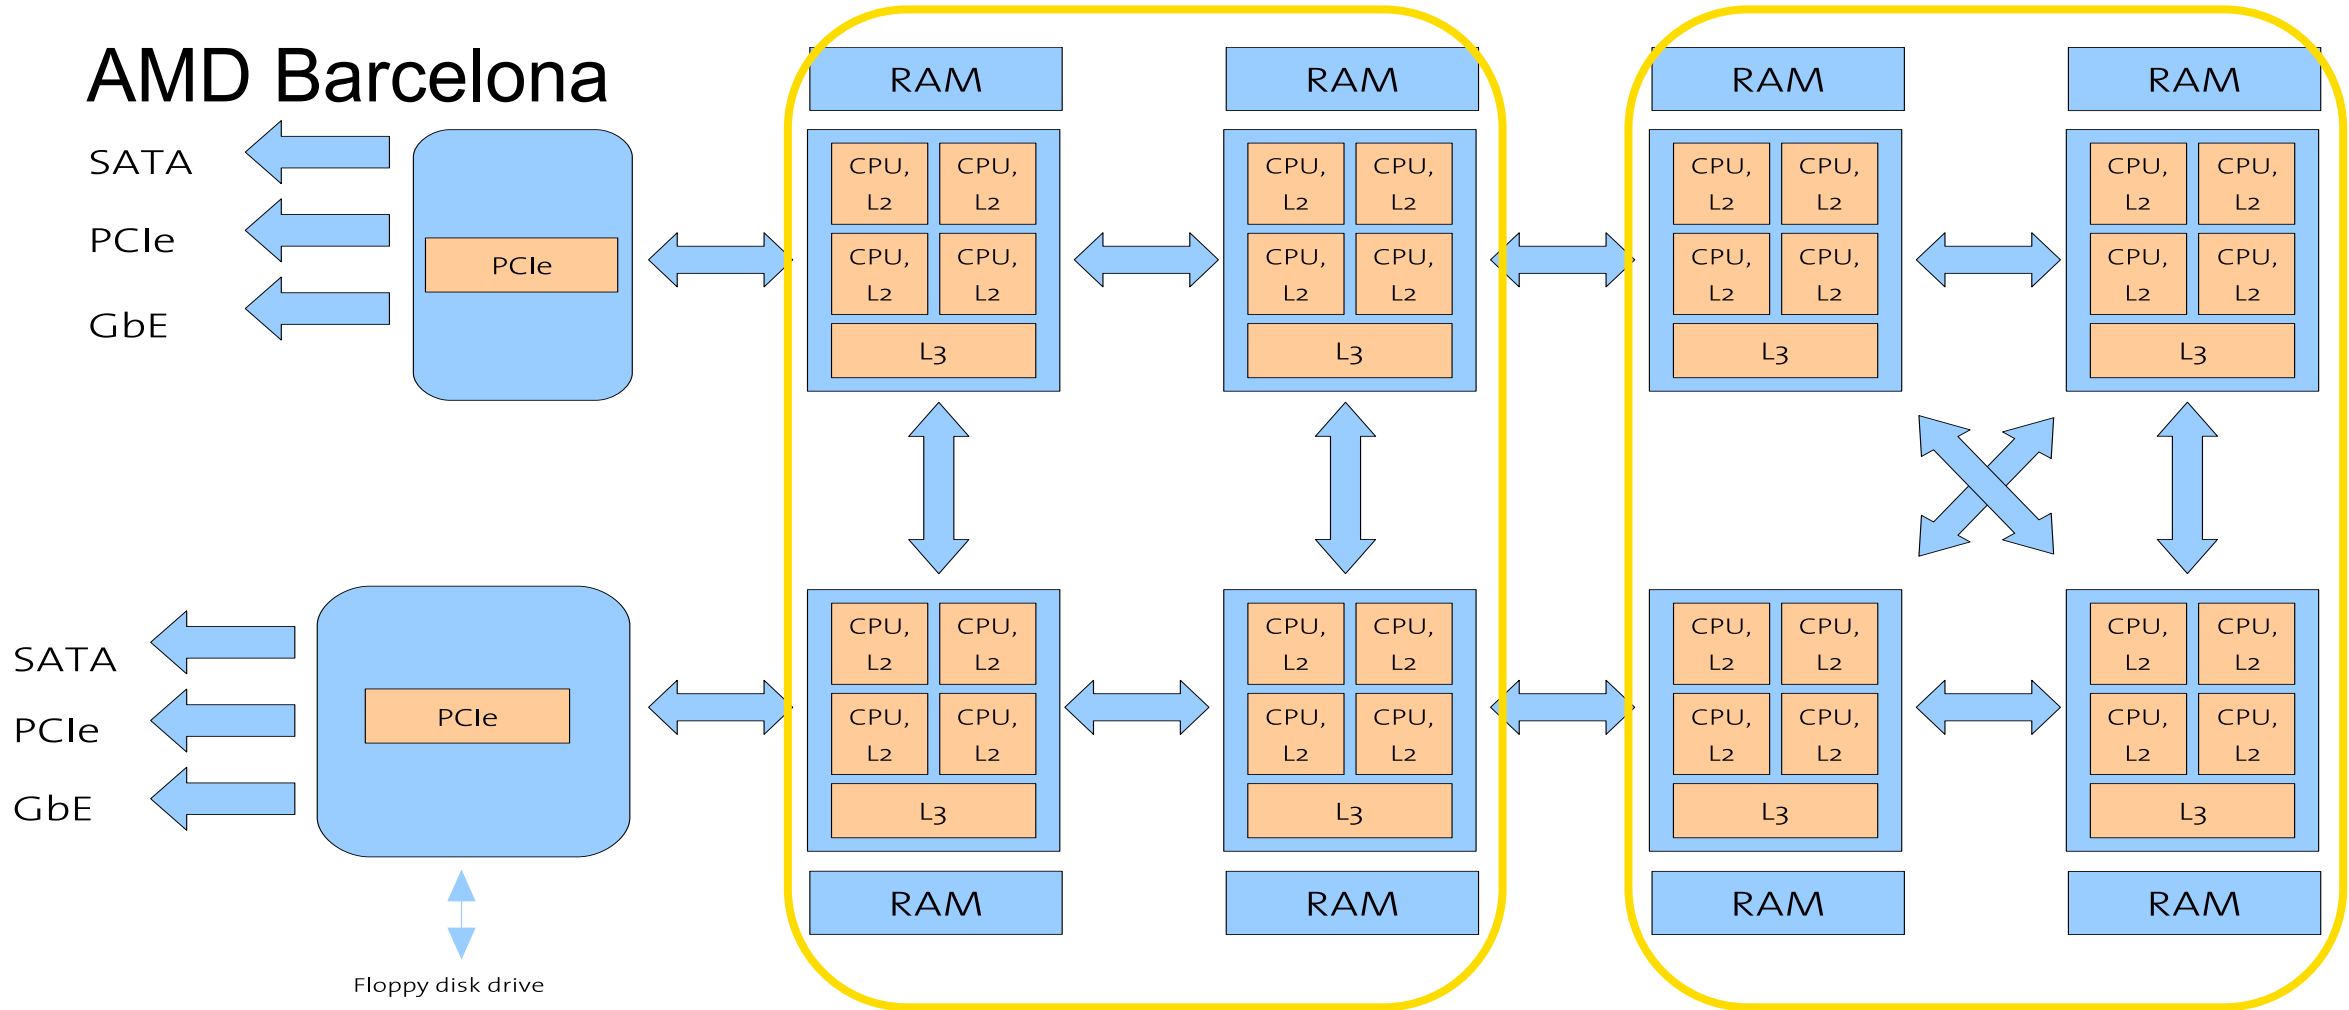 AMD Barcelona
RAM
RAM
RAM
RAM
SATA
PCIe
GbE
PCIe
CPU,
L2
CPU,
L2
CPU,
L2
CPU,
L2
L3
CPU,
L2
CPU,
L2
CPU,
L2
CPU,
L2
L3
CPU,
L2
CPU,
L2
CPU,
L2
CPU,
L2
L3
CPU,
L2
CPU,
L2
CPU,
L2
CPU,
L2
L3
SATA
PCIe
GbE
PCIe
CPU,
L2
CPU,
L2
CPU,
L2
CPU,
L2
L3
CPU,
L2
CPU,
L2
CPU,
L2
CPU,
L2
L3
CPU,
L2
CPU,
L2
CPU,
L2
CPU,
L2
L3
CPU,
L2
CPU,
L2
CPU,
L2
CPU,
L2
L3
RAM
RAM
RAM
RAM
Floppy disk drive